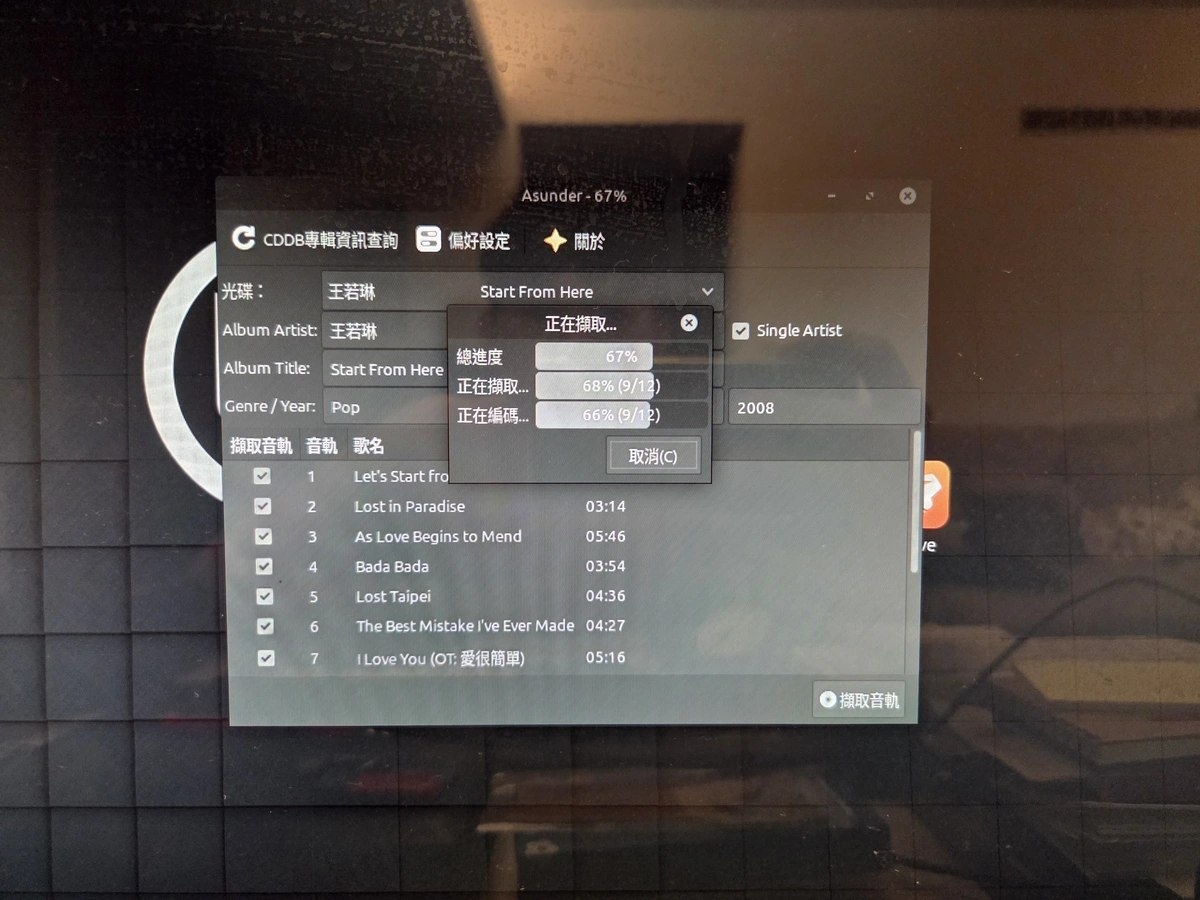 Asunder - 67%
CDDB專輯資訊查詢 偏好設定 關於
光碟： 王若琳 Start From Here
Album Artist: 王若琳 Single Artist
Album Title: Start From Here
Genre / Year: Pop 2008
正在擷取...
總進度 67%
正在擷取... 68% (9/12)
正在編碼... 66% (9/12)
取消(C)
擷取音軌 音軌 歌名
1 Let's Start fro
2 Lost in Paradise 03:14
3 As Love Begins to Mend 05:46
4 Bada Bada 03:54
5 Lost Taipei 04:36
6 The Best Mistake I've Ever Made 04:27
7 I Love You (OT: 愛很簡單) 05:16
擷取音軌
ve